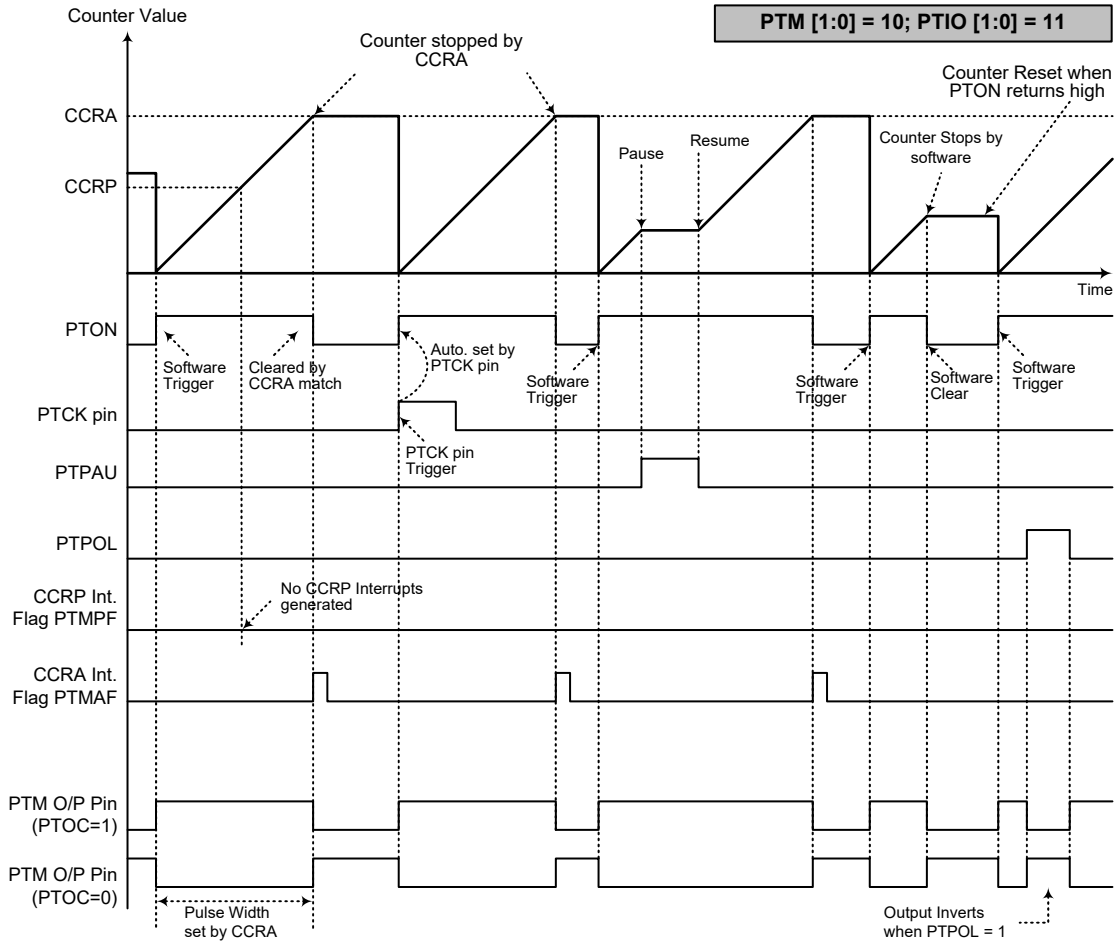 Counter Value
PTM [1:0] = 10; PTIO [1:0] = 11
Counter stopped by
CCRA
Counter Reset when
PTON returns high
CCRA
Pause
Resume
Counter Stops by
software
CCRP
Time
PTON
Software
Trigger
Cleared by
CCRA match
Auto. set by
PTCK pin
Software
Trigger
Software
Trigger
Software
Clear
Software
Trigger
PTCK pin
PTCK pin
Trigger
PTPAU
PTPOL
CCRP Int.
Flag PTMPF
No CCRP Interrupts
generated
CCRA Int.
Flag PTMAF
PTM O/P Pin
(PTOC=1)
PTM O/P Pin
(PTOC=0)
Pulse Width
set by CCRA
Output Inverts
when PTPOL = 1